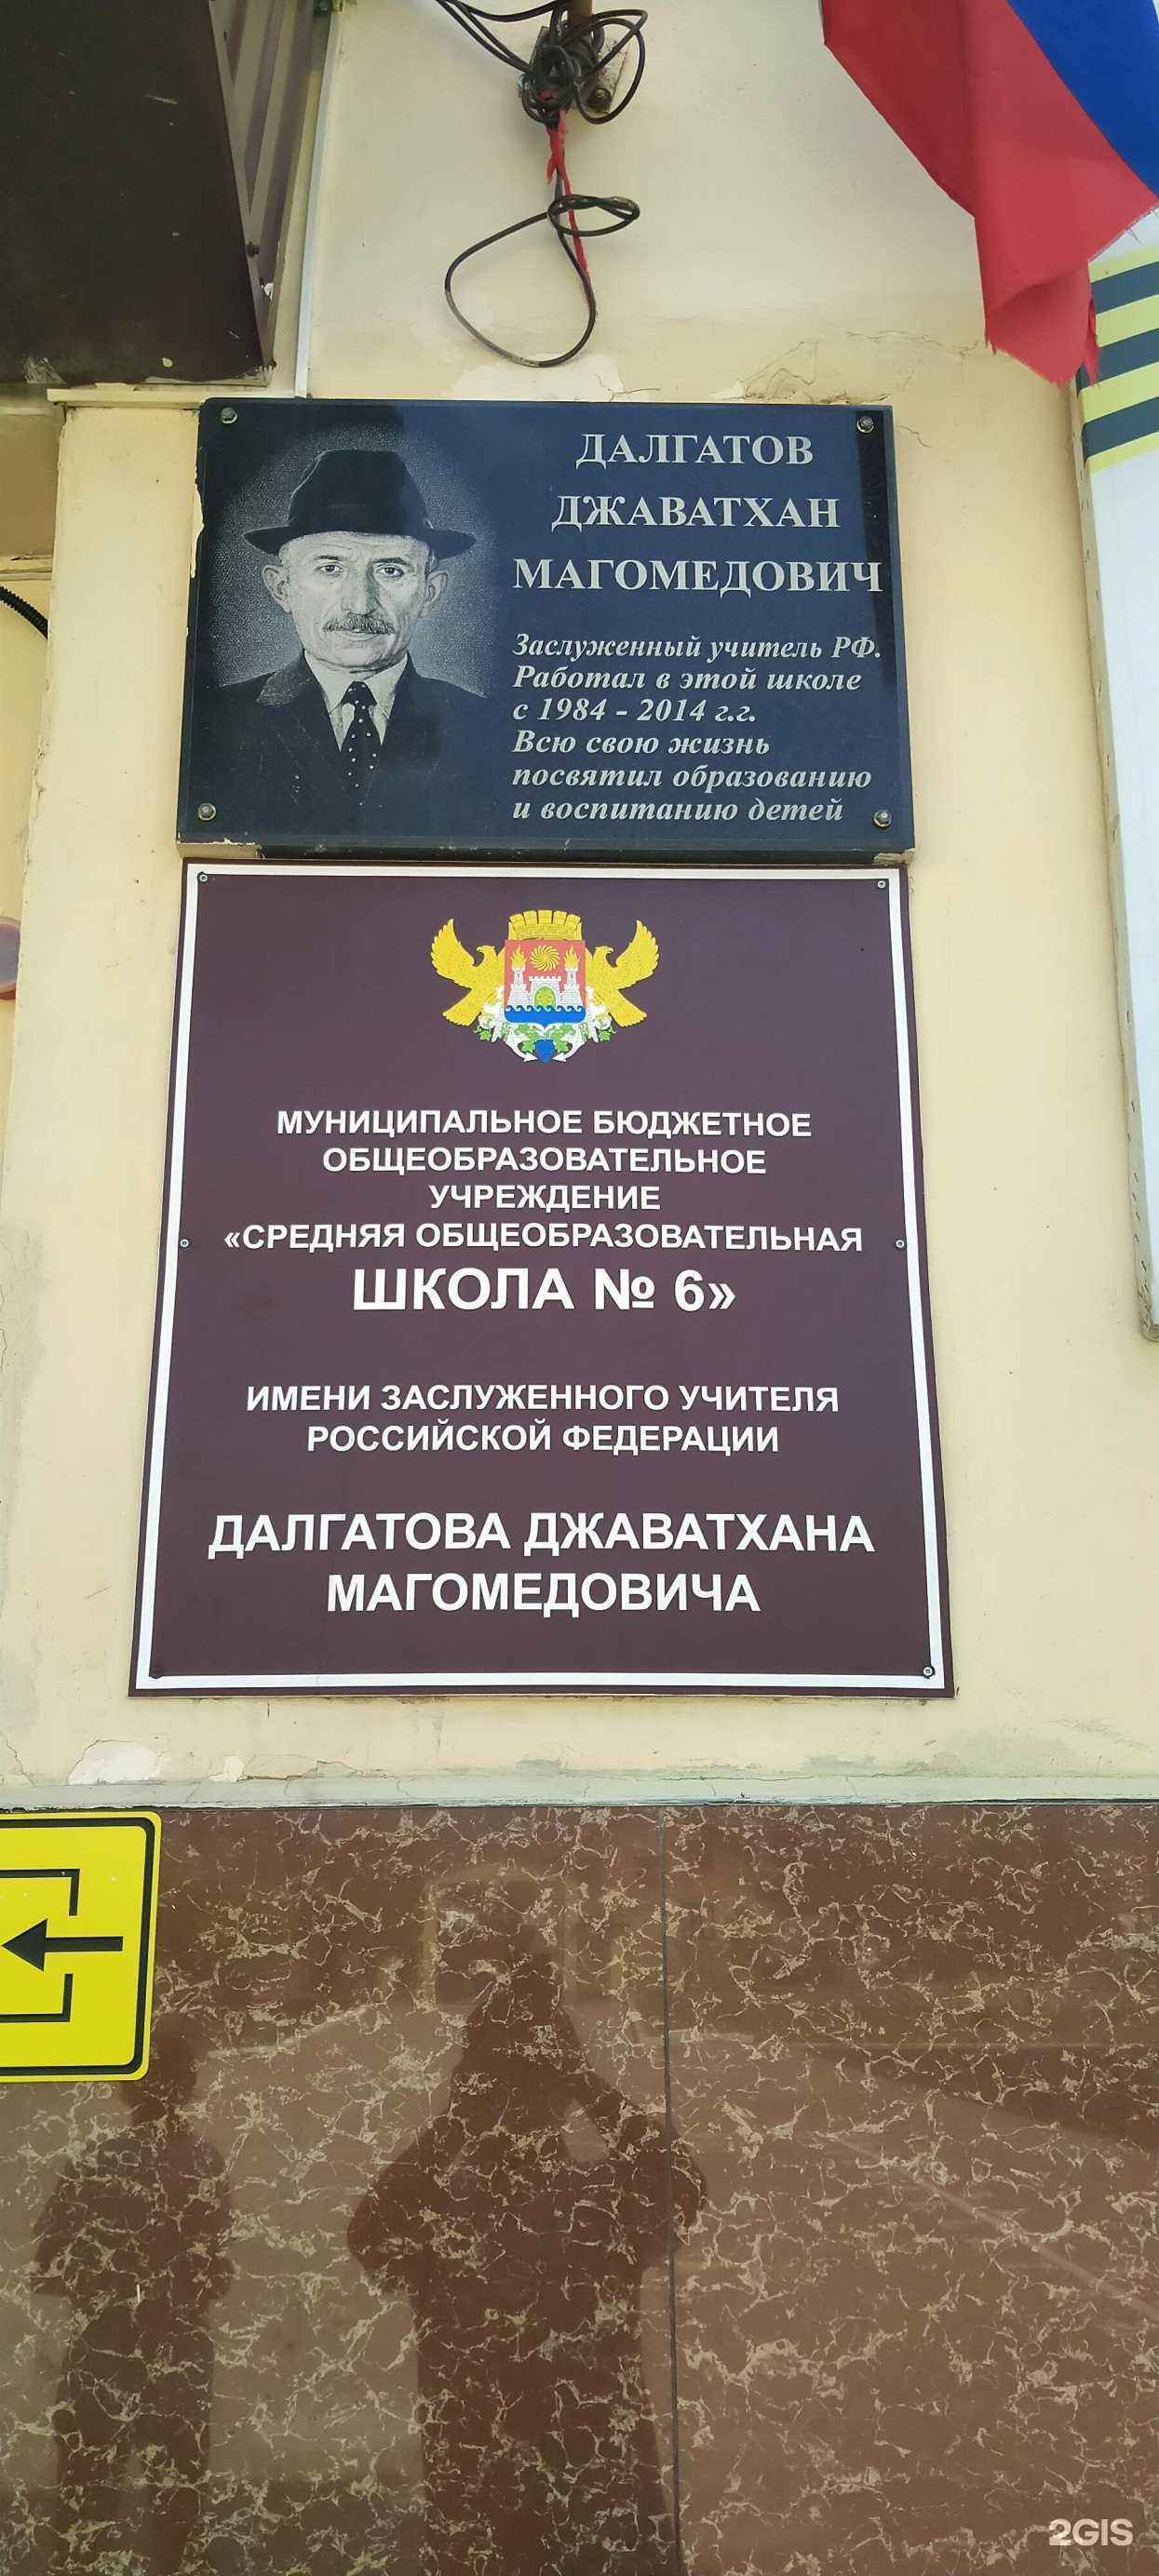 ДАЛГАТОВ
ДЖАВАТХАН
МАГОМЕДОВИЧ
Заслуженный учитель РФ.
Работал в этой школе
с 1984 - 2014 г.г.
Всю свою жизнь
посвятил образованию
и воспитанию детей
МУНИЦИПАЛЬНОЕ БЮДЖЕТНОЕ
ОБЩЕОБРАЗОВАТЕЛЬНОЕ
УЧРЕЖДЕНИЕ
«СРЕДНЯЯ ОБЩЕОБРАЗОВАТЕЛЬНАЯ
ШКОЛА № 6»
ИМЕНИ ЗАСЛУЖЕННОГО УЧИТЕЛЯ
РОССИЙСКОЙ ФЕДЕРАЦИИ
ДАЛГАТОВА ДЖАВАТХАНА
МАГОМЕДОВИЧА
2GIS